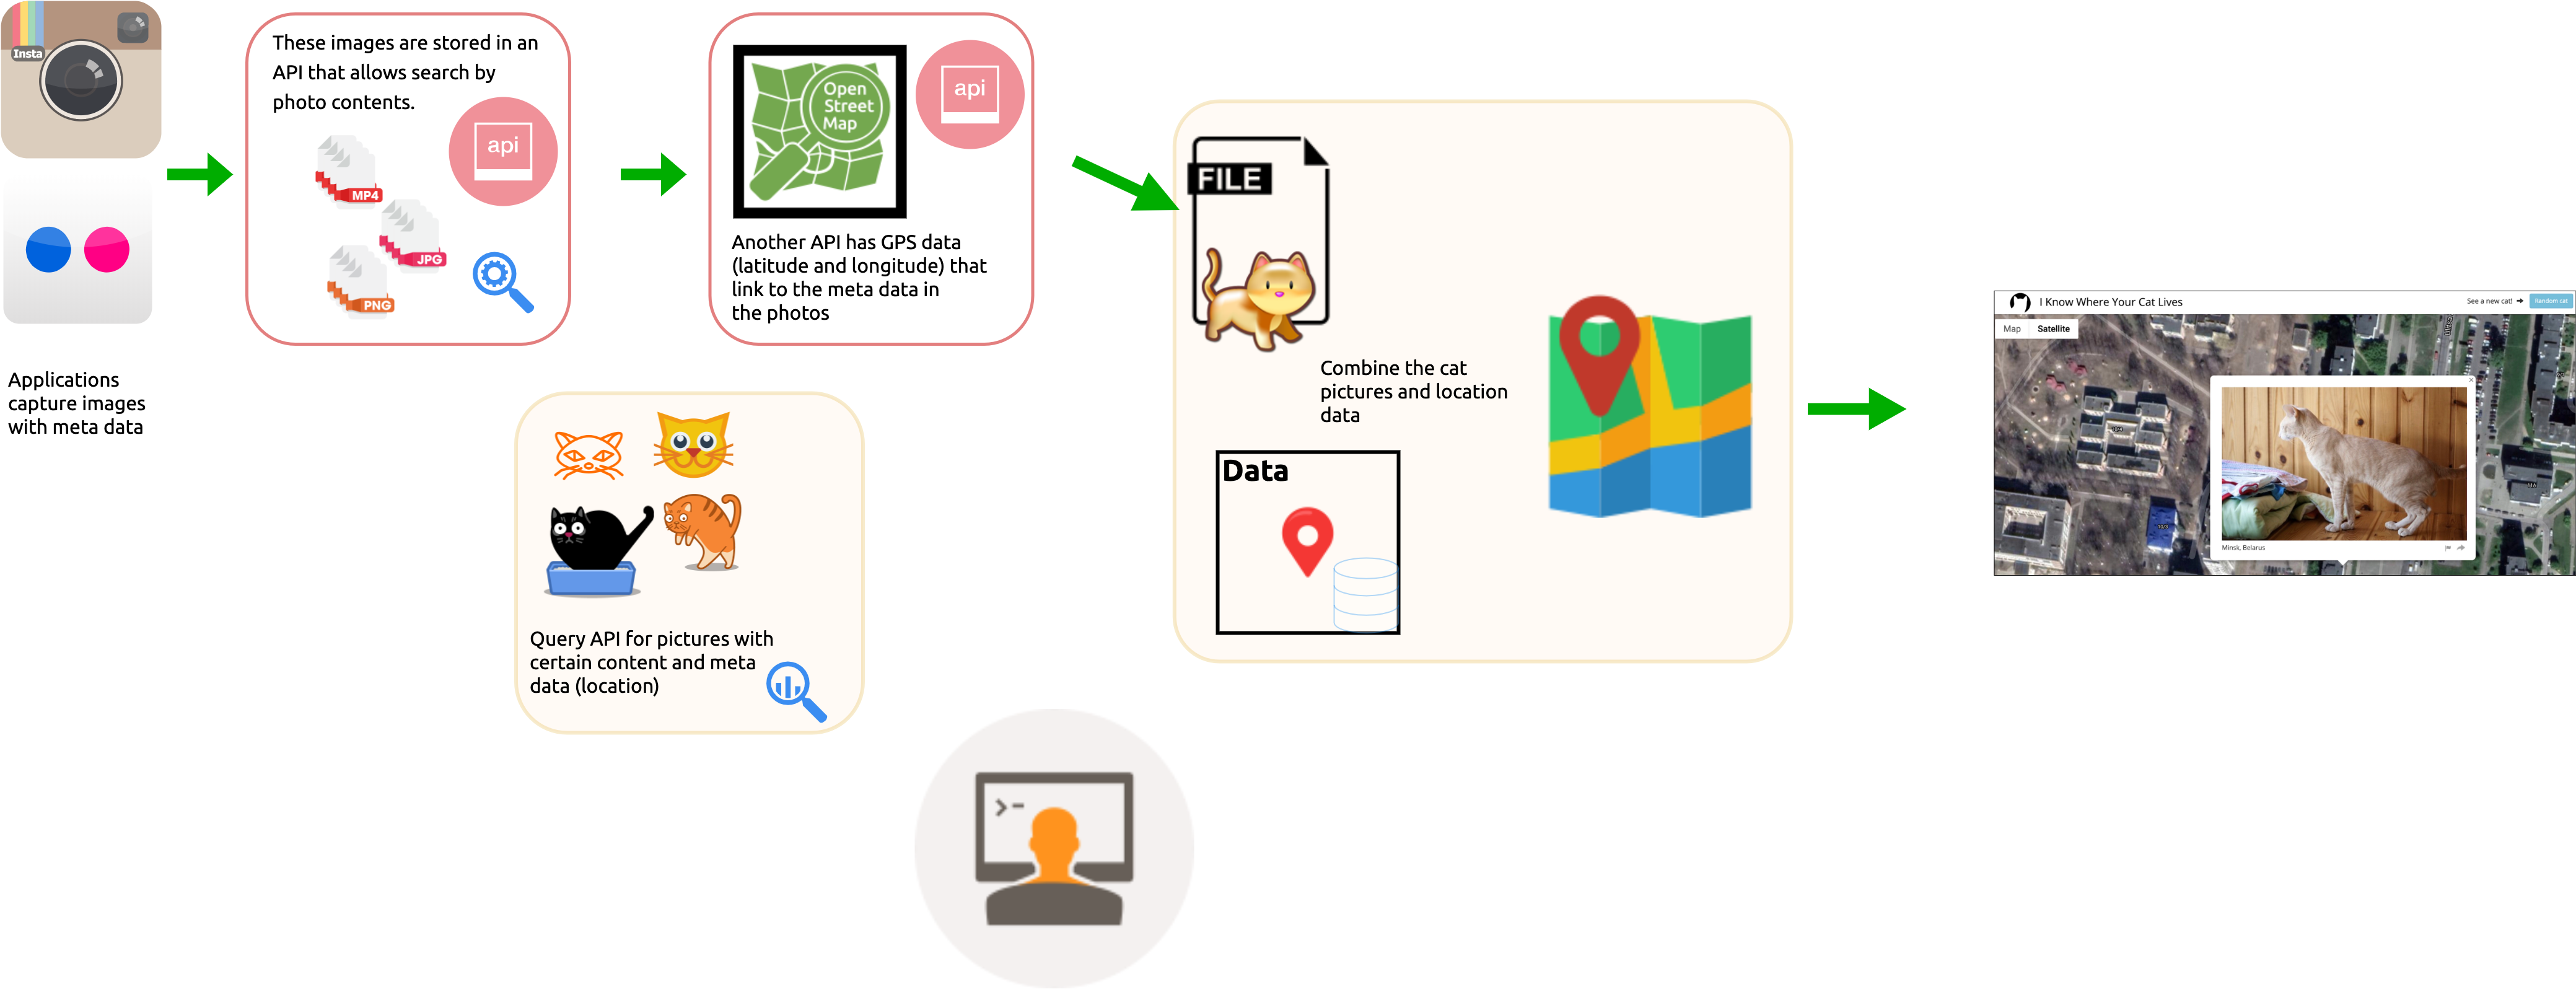 Insta
Applications
capture images
with meta data
These images are stored in an
API that allows search by
photo contents.
api
MP4
JPG
PNG
Open
Street
Map
api
Another API has GPS data
(latitude and longitude) that
link to the meta data in
the photos
Query API for pictures with
certain content and meta
data (location)
FILE
Combine the cat
pictures and location
data
Data
I Know Where Your Cat Lives
See a new cat!
Random cat
Map
Satellite
Minsk, Belarus